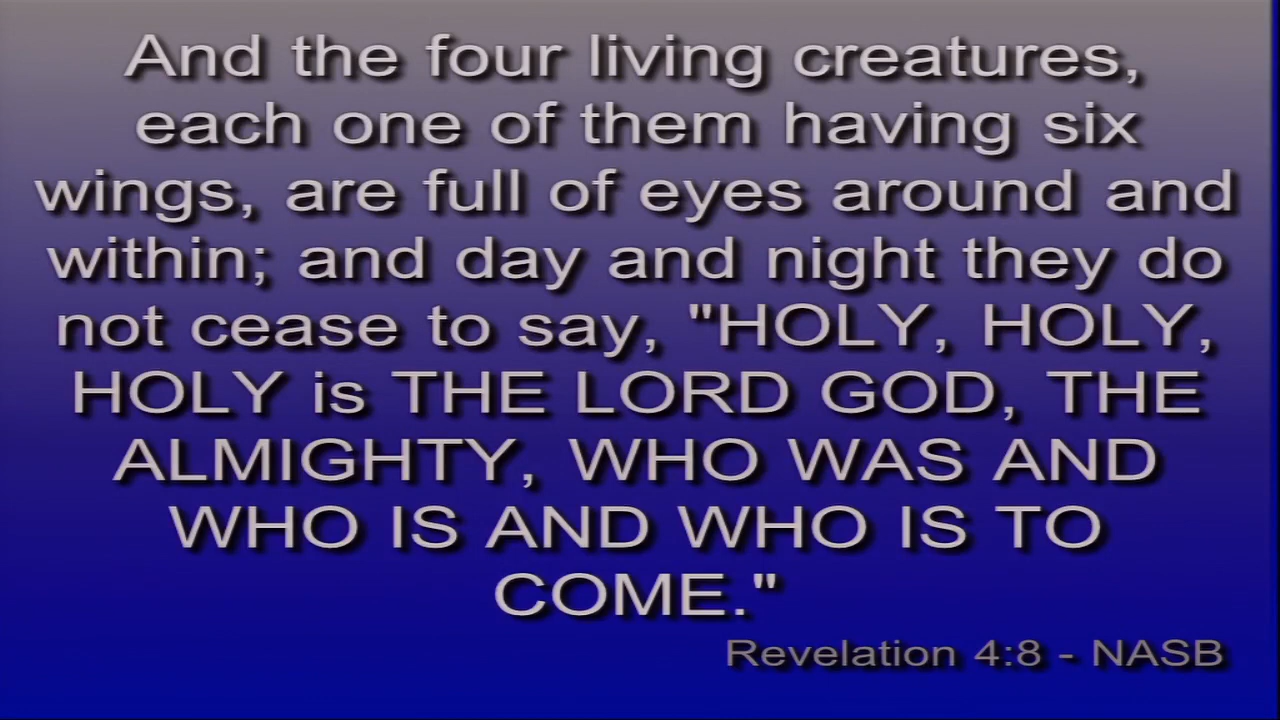 And the four living creatures,
each one of them having six
wings, are full of eyes around and
within; and day and night they do
not cease to say, "HOLY, HOLY,
HOLY is THE LORD GOD, THE
ALMIGHTY, WHO WAS AND
WHO IS AND WHO IS TO
COME."
Revelation 4:8 - NASB